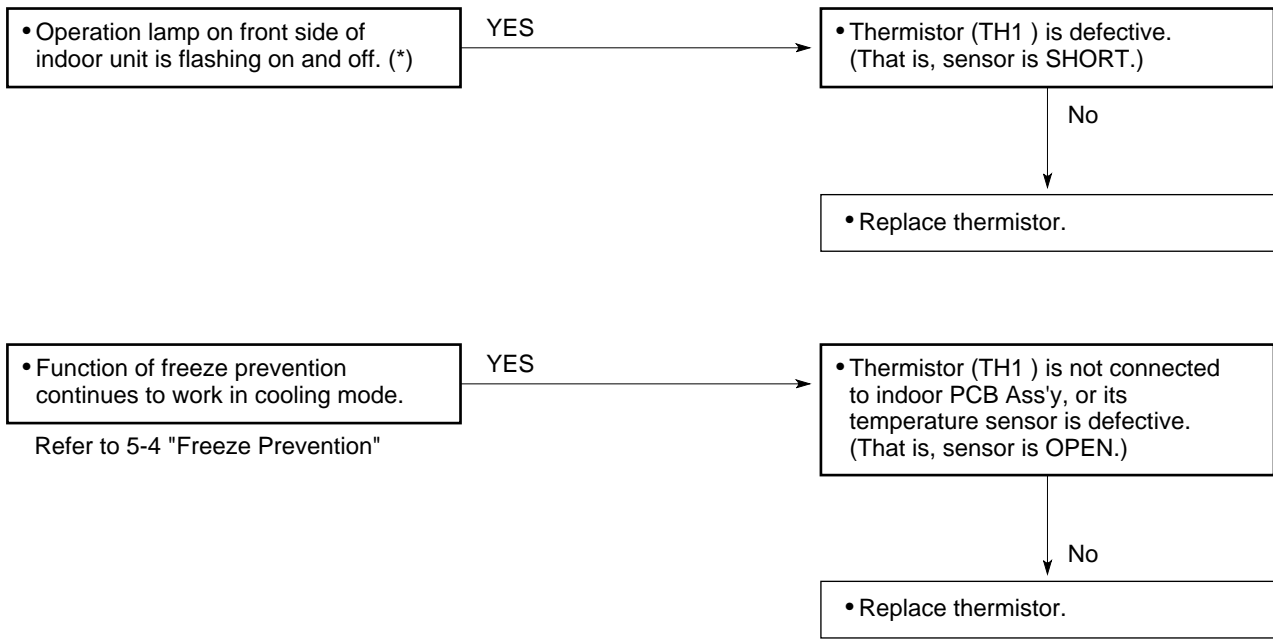 • Operation lamp on front side of
indoor unit is flashing on and off. (*)
YES
• Thermistor (TH1 ) is defective.
(That is, sensor is SHORT.)
No
• Replace thermistor.
• Function of freeze prevention
continues to work in cooling mode.
Refer to 5-4 "Freeze Prevention"
YES
• Thermistor (TH1 ) is not connected
to indoor PCB Ass'y, or its
temperature sensor is defective.
(That is, sensor is OPEN.)
No
• Replace thermistor.